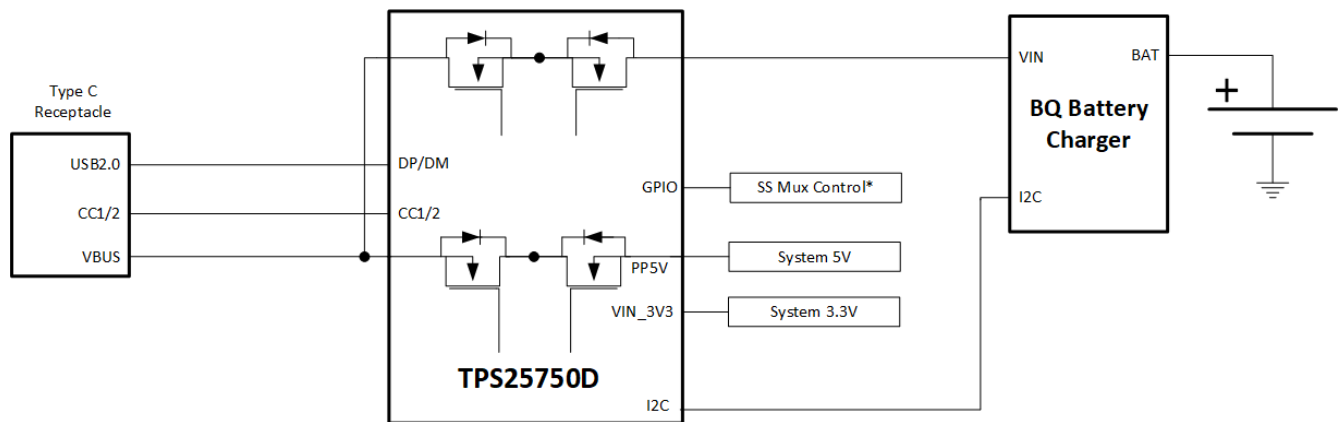 Type C
Receptacle
USB2.0
CC1/2
VBUS
DP/DM
CC1/2
GPIO
PP5V
VIN_3V3
TPS25750D
I2C
SS Mux Control*
System 5V
System 3.3V
VIN
BAT
BQ Battery
Charger
I2C
+